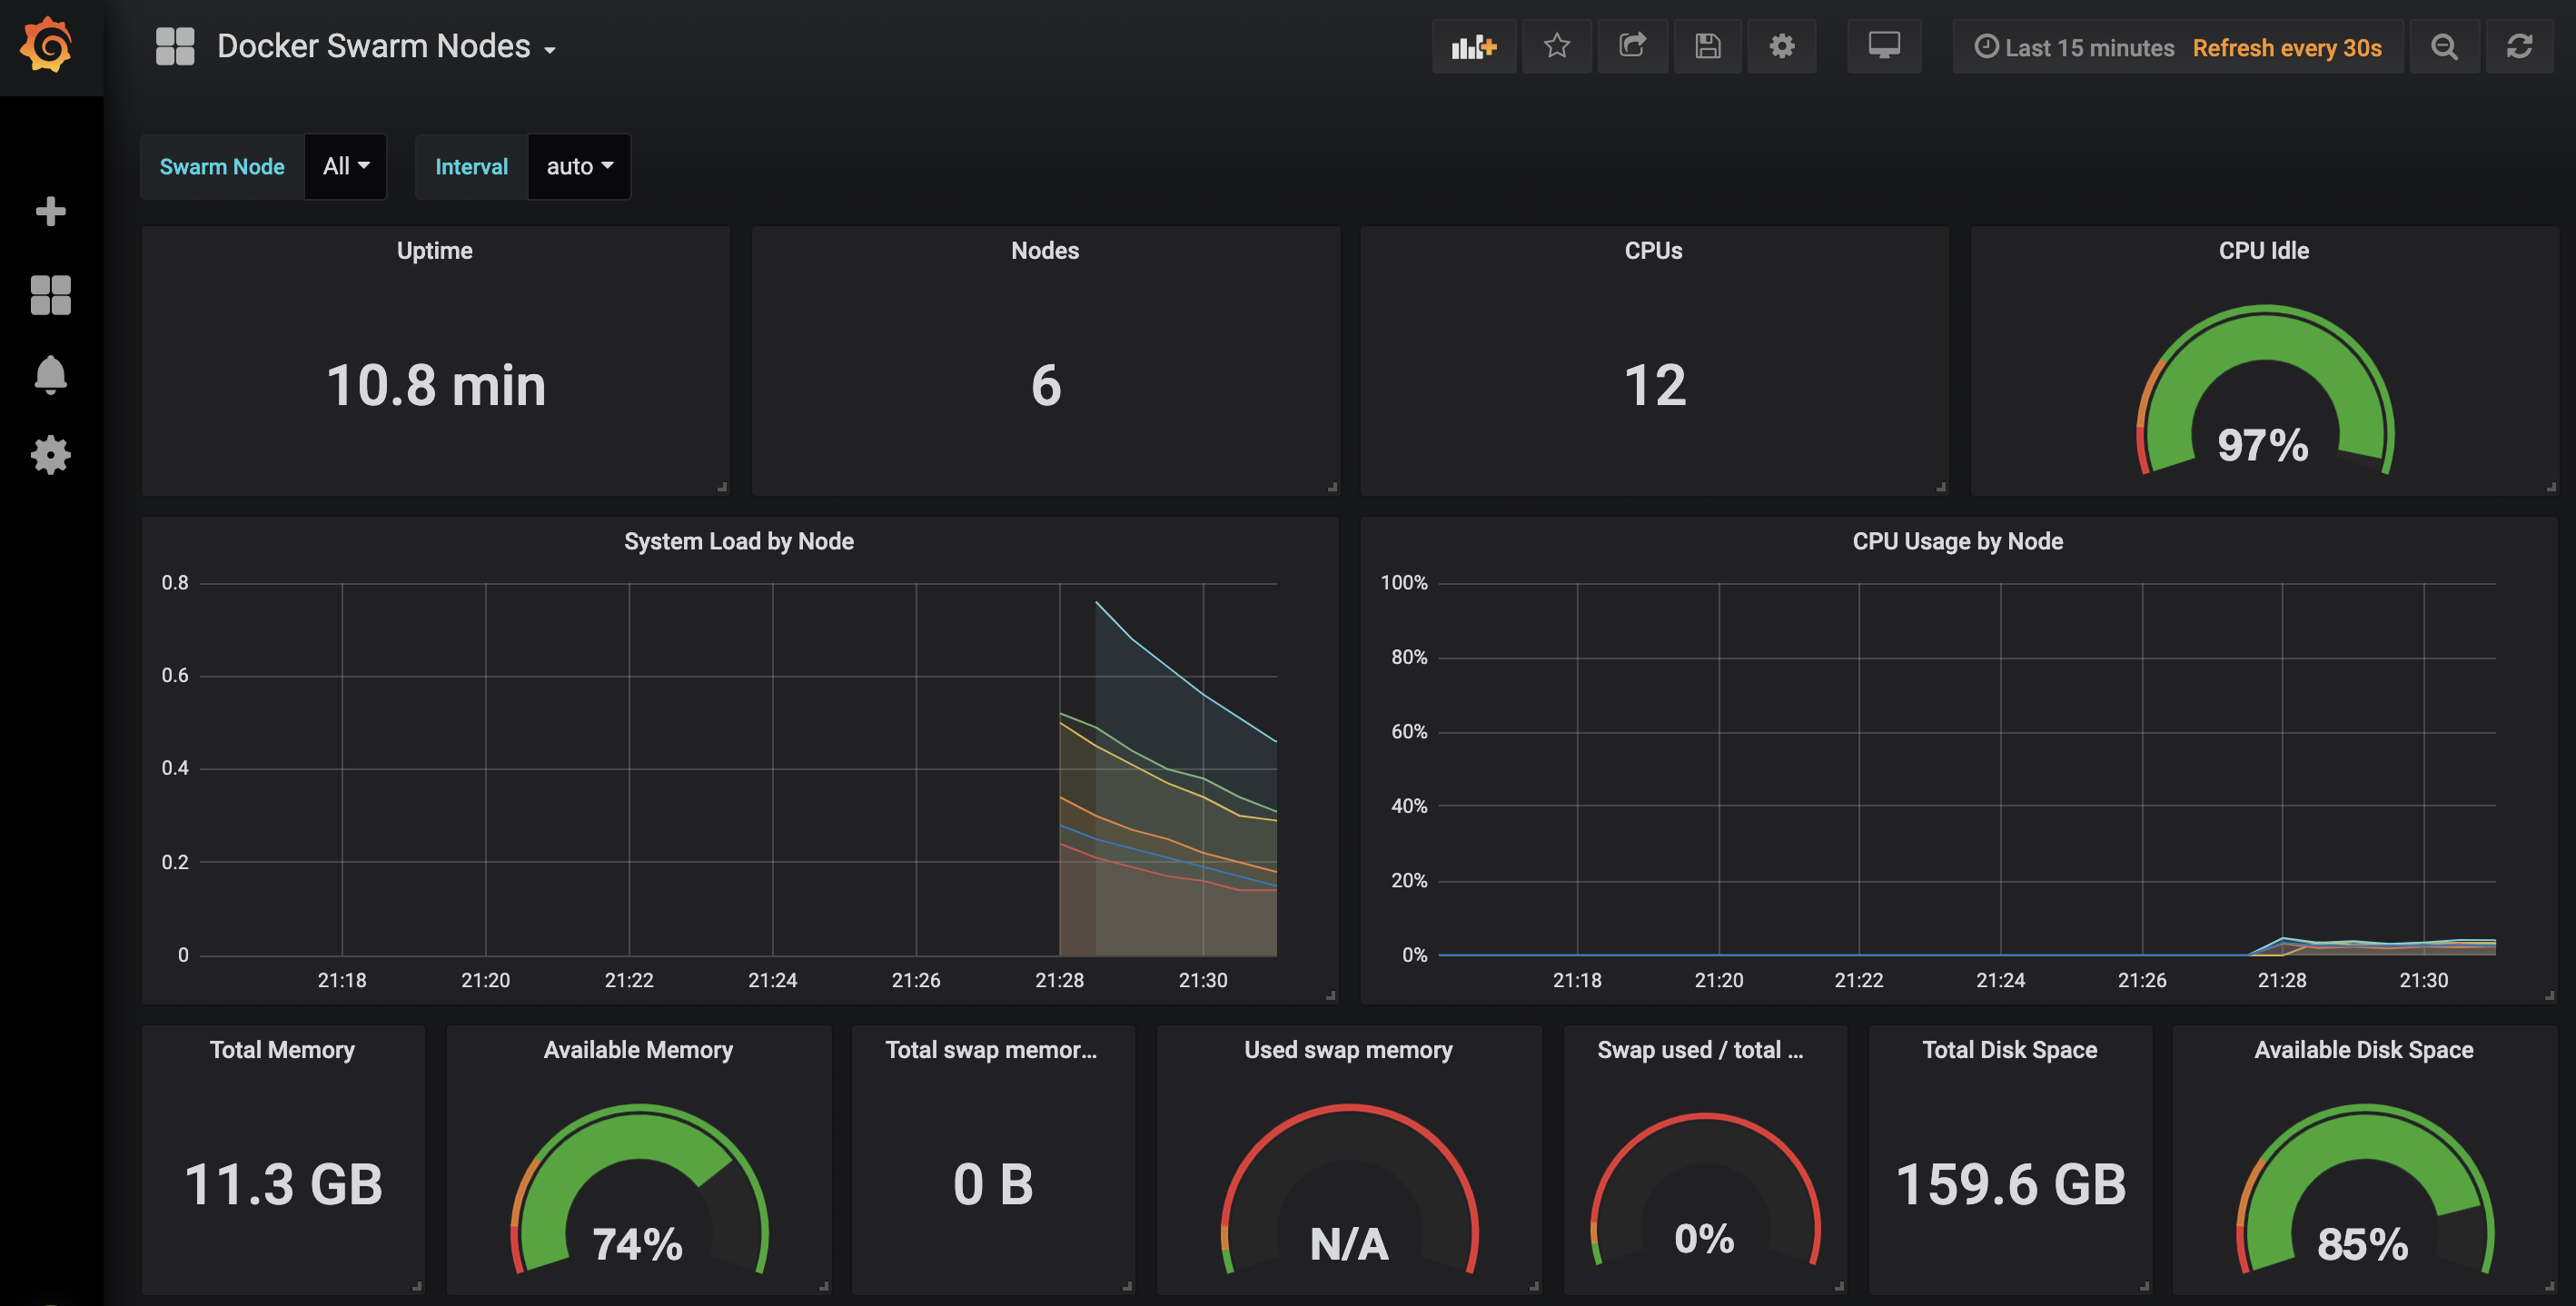 Docker Swarm Nodes
Last 15 minutes Refresh every 30s
Swarm Node All Interval auto
Uptime
10.8 min
Nodes
6
CPUs
12
CPU Idle
97%
System Load by Node
0.8
0.6
0.4
0.2
0
21:18 21:20 21:22 21:24 21:26 21:28 21:30
CPU Usage by Node
100%
80%
60%
40%
20%
0%
21:18 21:20 21:22 21:24 21:26 21:28 21:30
Total Memory
11.3 GB
Available Memory
74%
Total swap memor...
0 B
Used swap memory
N/A
Swap used / total ...
0%
Total Disk Space
159.6 GB
Available Disk Space
85%